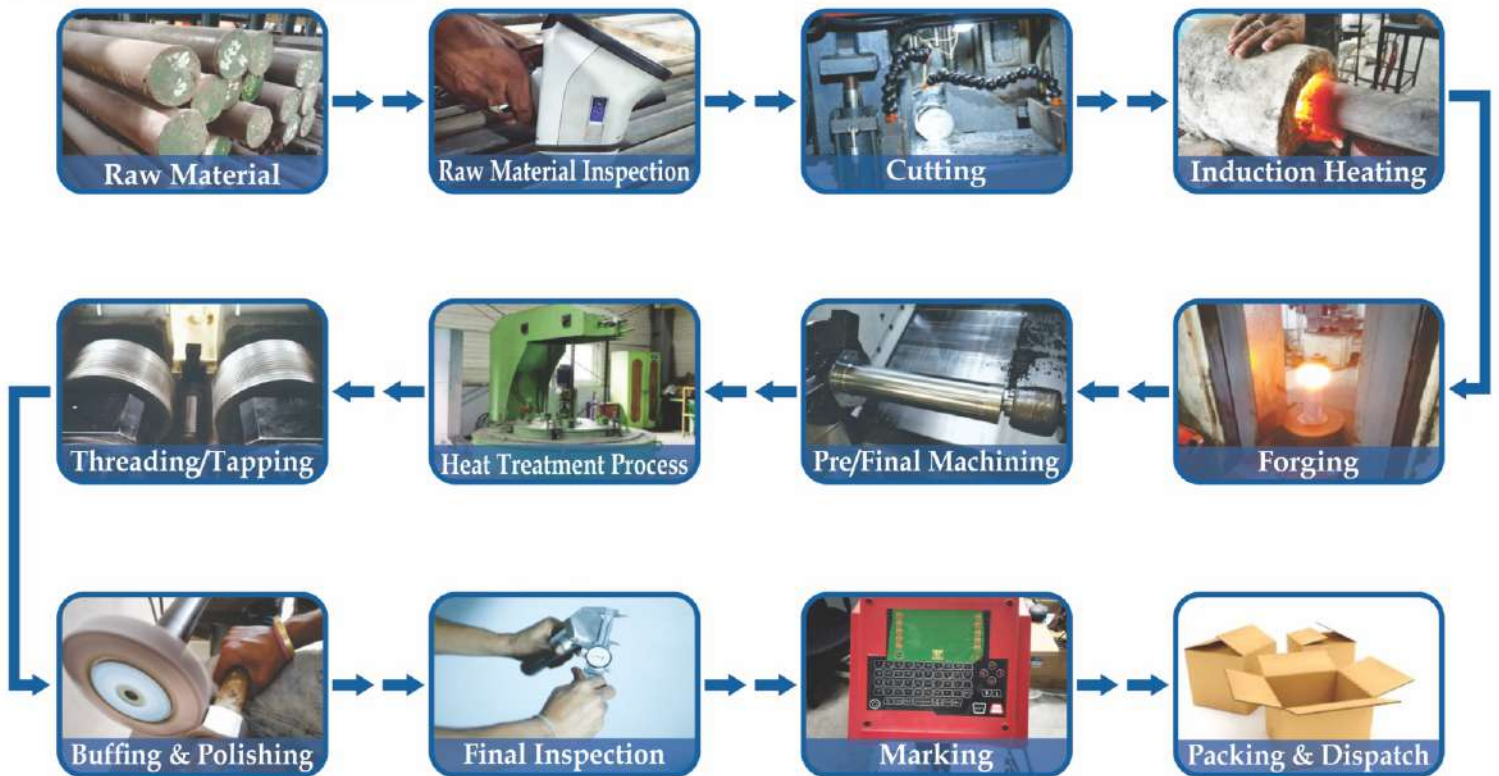 Raw Material
Raw Material Inspection
Cutting
Induction Heating
Forging
Pre/Final Machining
Heat Treatment Process
Threading/Tapping
Buffing & Polishing
Final Inspection
Marking
Packing & Dispatch